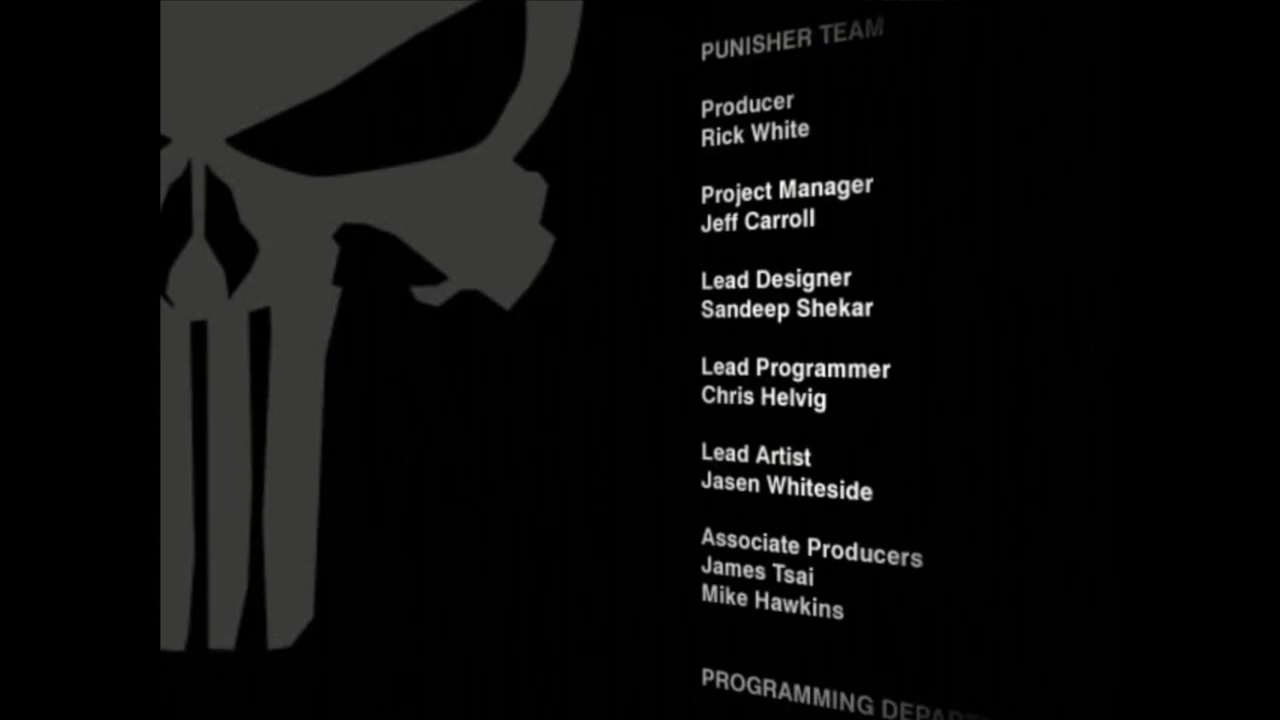 PUNISHER TEAM
Producer
Rick White
Project Manager
Jeff Carroll
Lead Designer
Sandeep Shekar
Lead Programmer
Chris Helvig
Lead Artist
Jasen Whiteside
Associate Producers
James Tsai
Mike Hawkins
PROGRAMMING